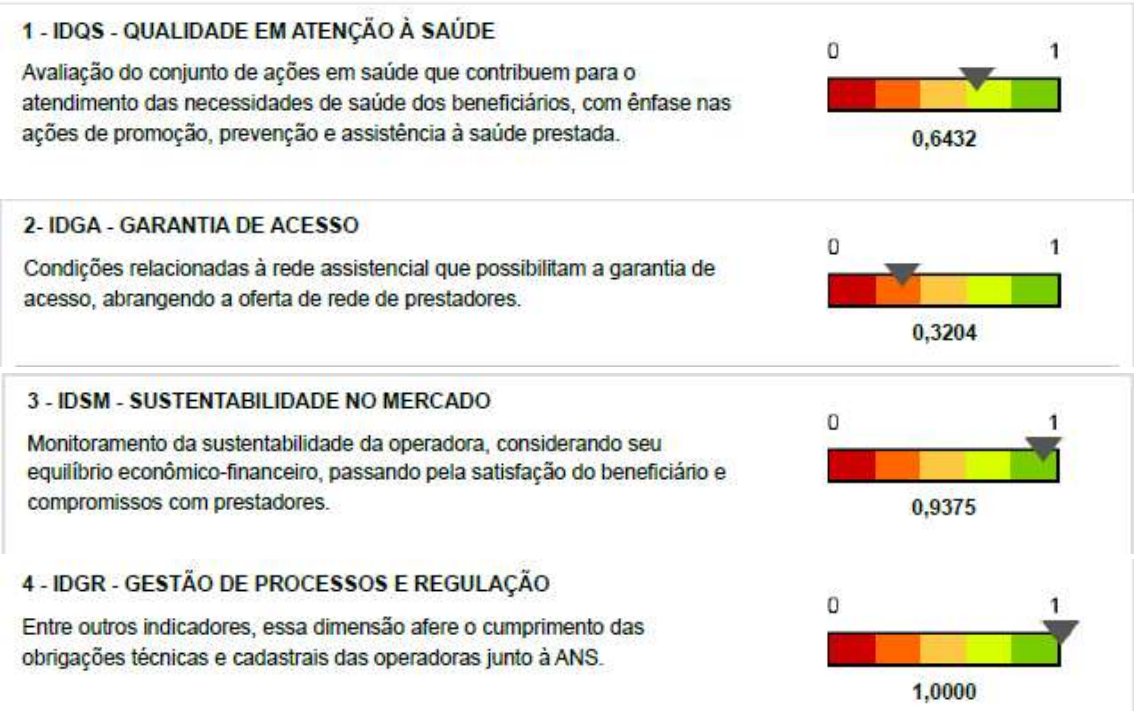 1 - IDQS - QUALIDADE EM ATENÇÃO À SAÚDE
Avaliação do conjunto de ações em saúde que contribuem para o
atendimento das necessidades de saúde dos beneficiários, com ênfase nas
ações de promoção, prevenção e assistência à saúde prestada.
0 1
0,6432
2- IDGA - GARANTIA DE ACESSO
Condições relacionadas à rede assistencial que possibilitam a garantia de
acesso, abrangendo a oferta de rede de prestadores.
0 1
0,3204
3 - IDSM - SUSTENTABILIDADE NO MERCADO
Monitoramento da sustentabilidade da operadora, considerando seu
equilíbrio econômico-financeiro, passando pela satisfação do beneficiário e
compromissos com prestadores.
0 1
0,9375
4 - IDGR - GESTÃO DE PROCESSOS E REGULAÇÃO
Entre outros indicadores, essa dimensão afere o cumprimento das
obrigações técnicas e cadastrais das operadoras junto à ANS.
0 1
1,0000